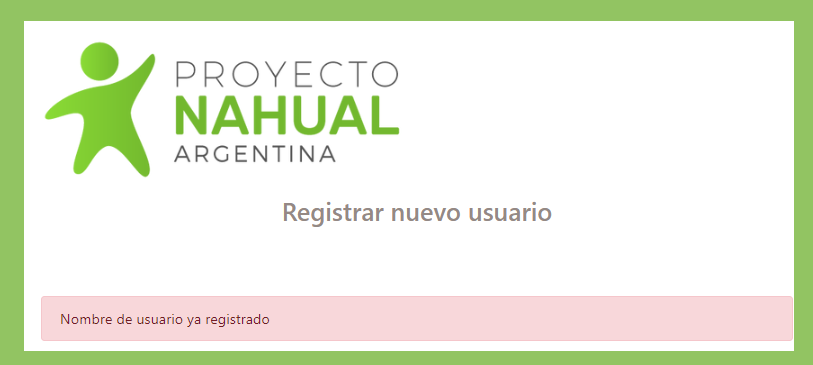 PROYECTO
NAHUAL
ARGENTINA
Registrar nuevo usuario
Nombre de usuario ya registrado